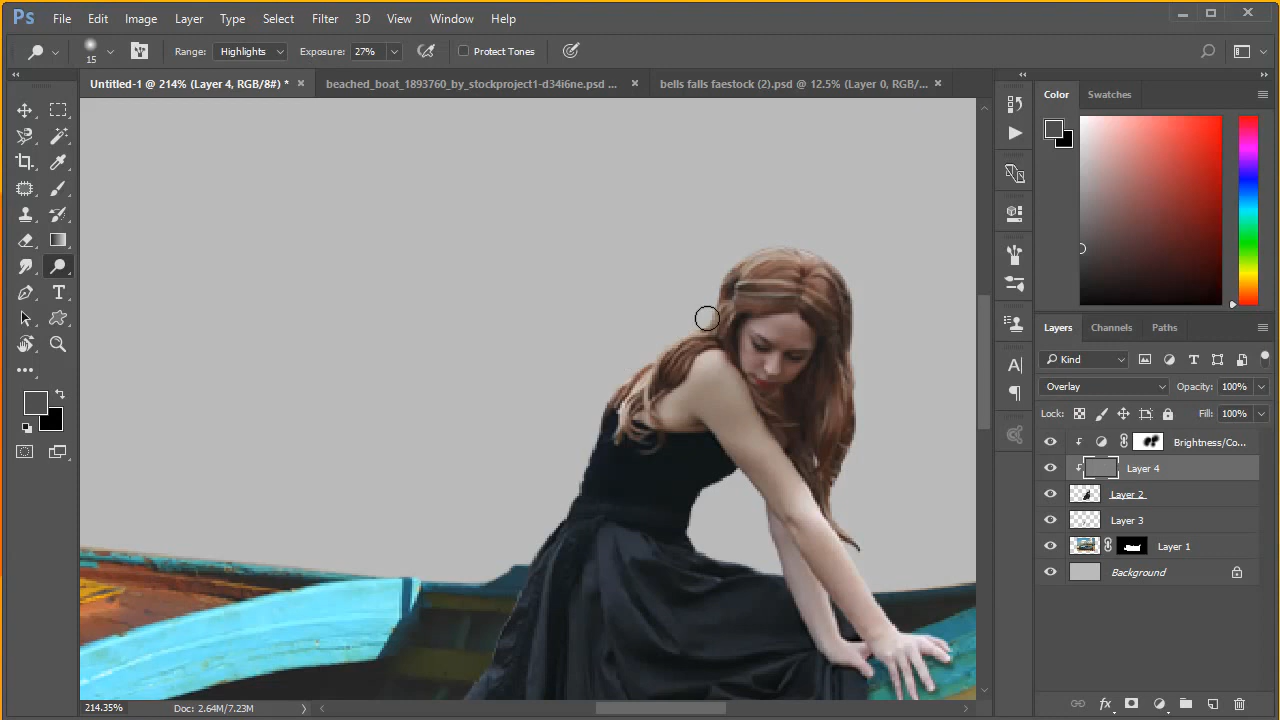 Ps File Edit Image Layer Type Select Filter 3D View Window Help
15 Range: Highlights Exposure: 27% Protect Tones
Untitled-1 @ 214% (Layer 4, RGB/8#) * × beached_boat_1893760_by_stockproject1-d34i6ne.psd ... × bells falls faestock (2).psd @ 12.5% (Layer 0, RGB/... ×
Color Swatches
Layers Channels Paths
Kind
Overlay Opacity: 100%
Lock: Fill: 100%
Brightness/Co...
Layer 4
Layer 2
Layer 3
Layer 1
Background
214.35% Doc: 2.64M/7.23M